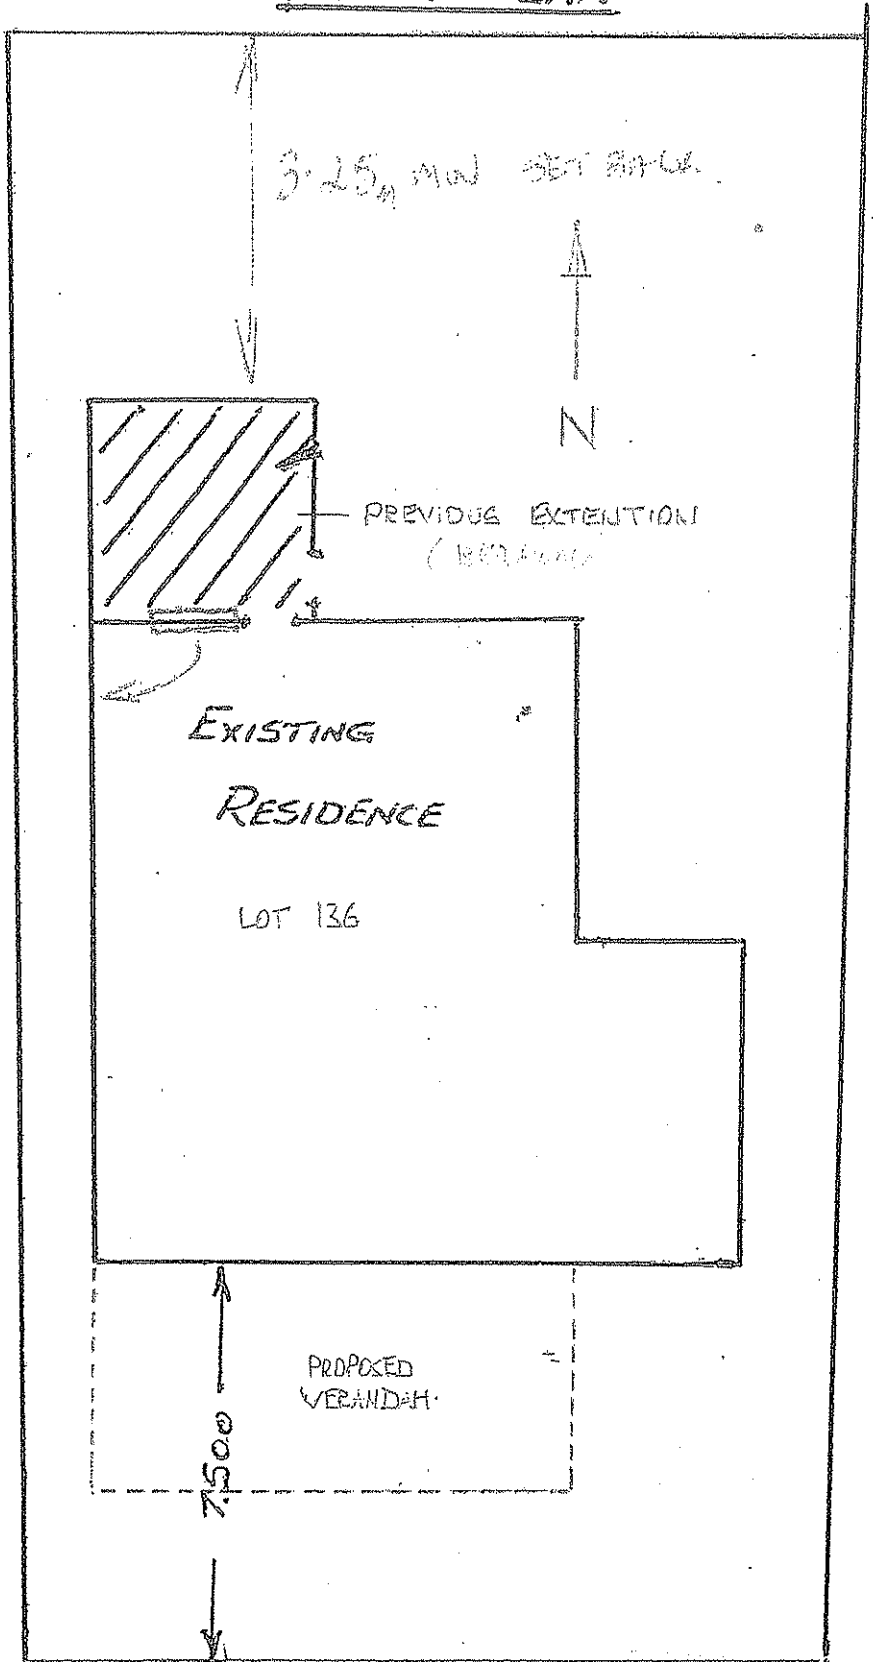 3.25m MIN SET BACK
N
PREVIOUS EXTENTION
EXISTING
RESIDENCE
LOT 136
PROPOSED
VERANDAH.
7.500